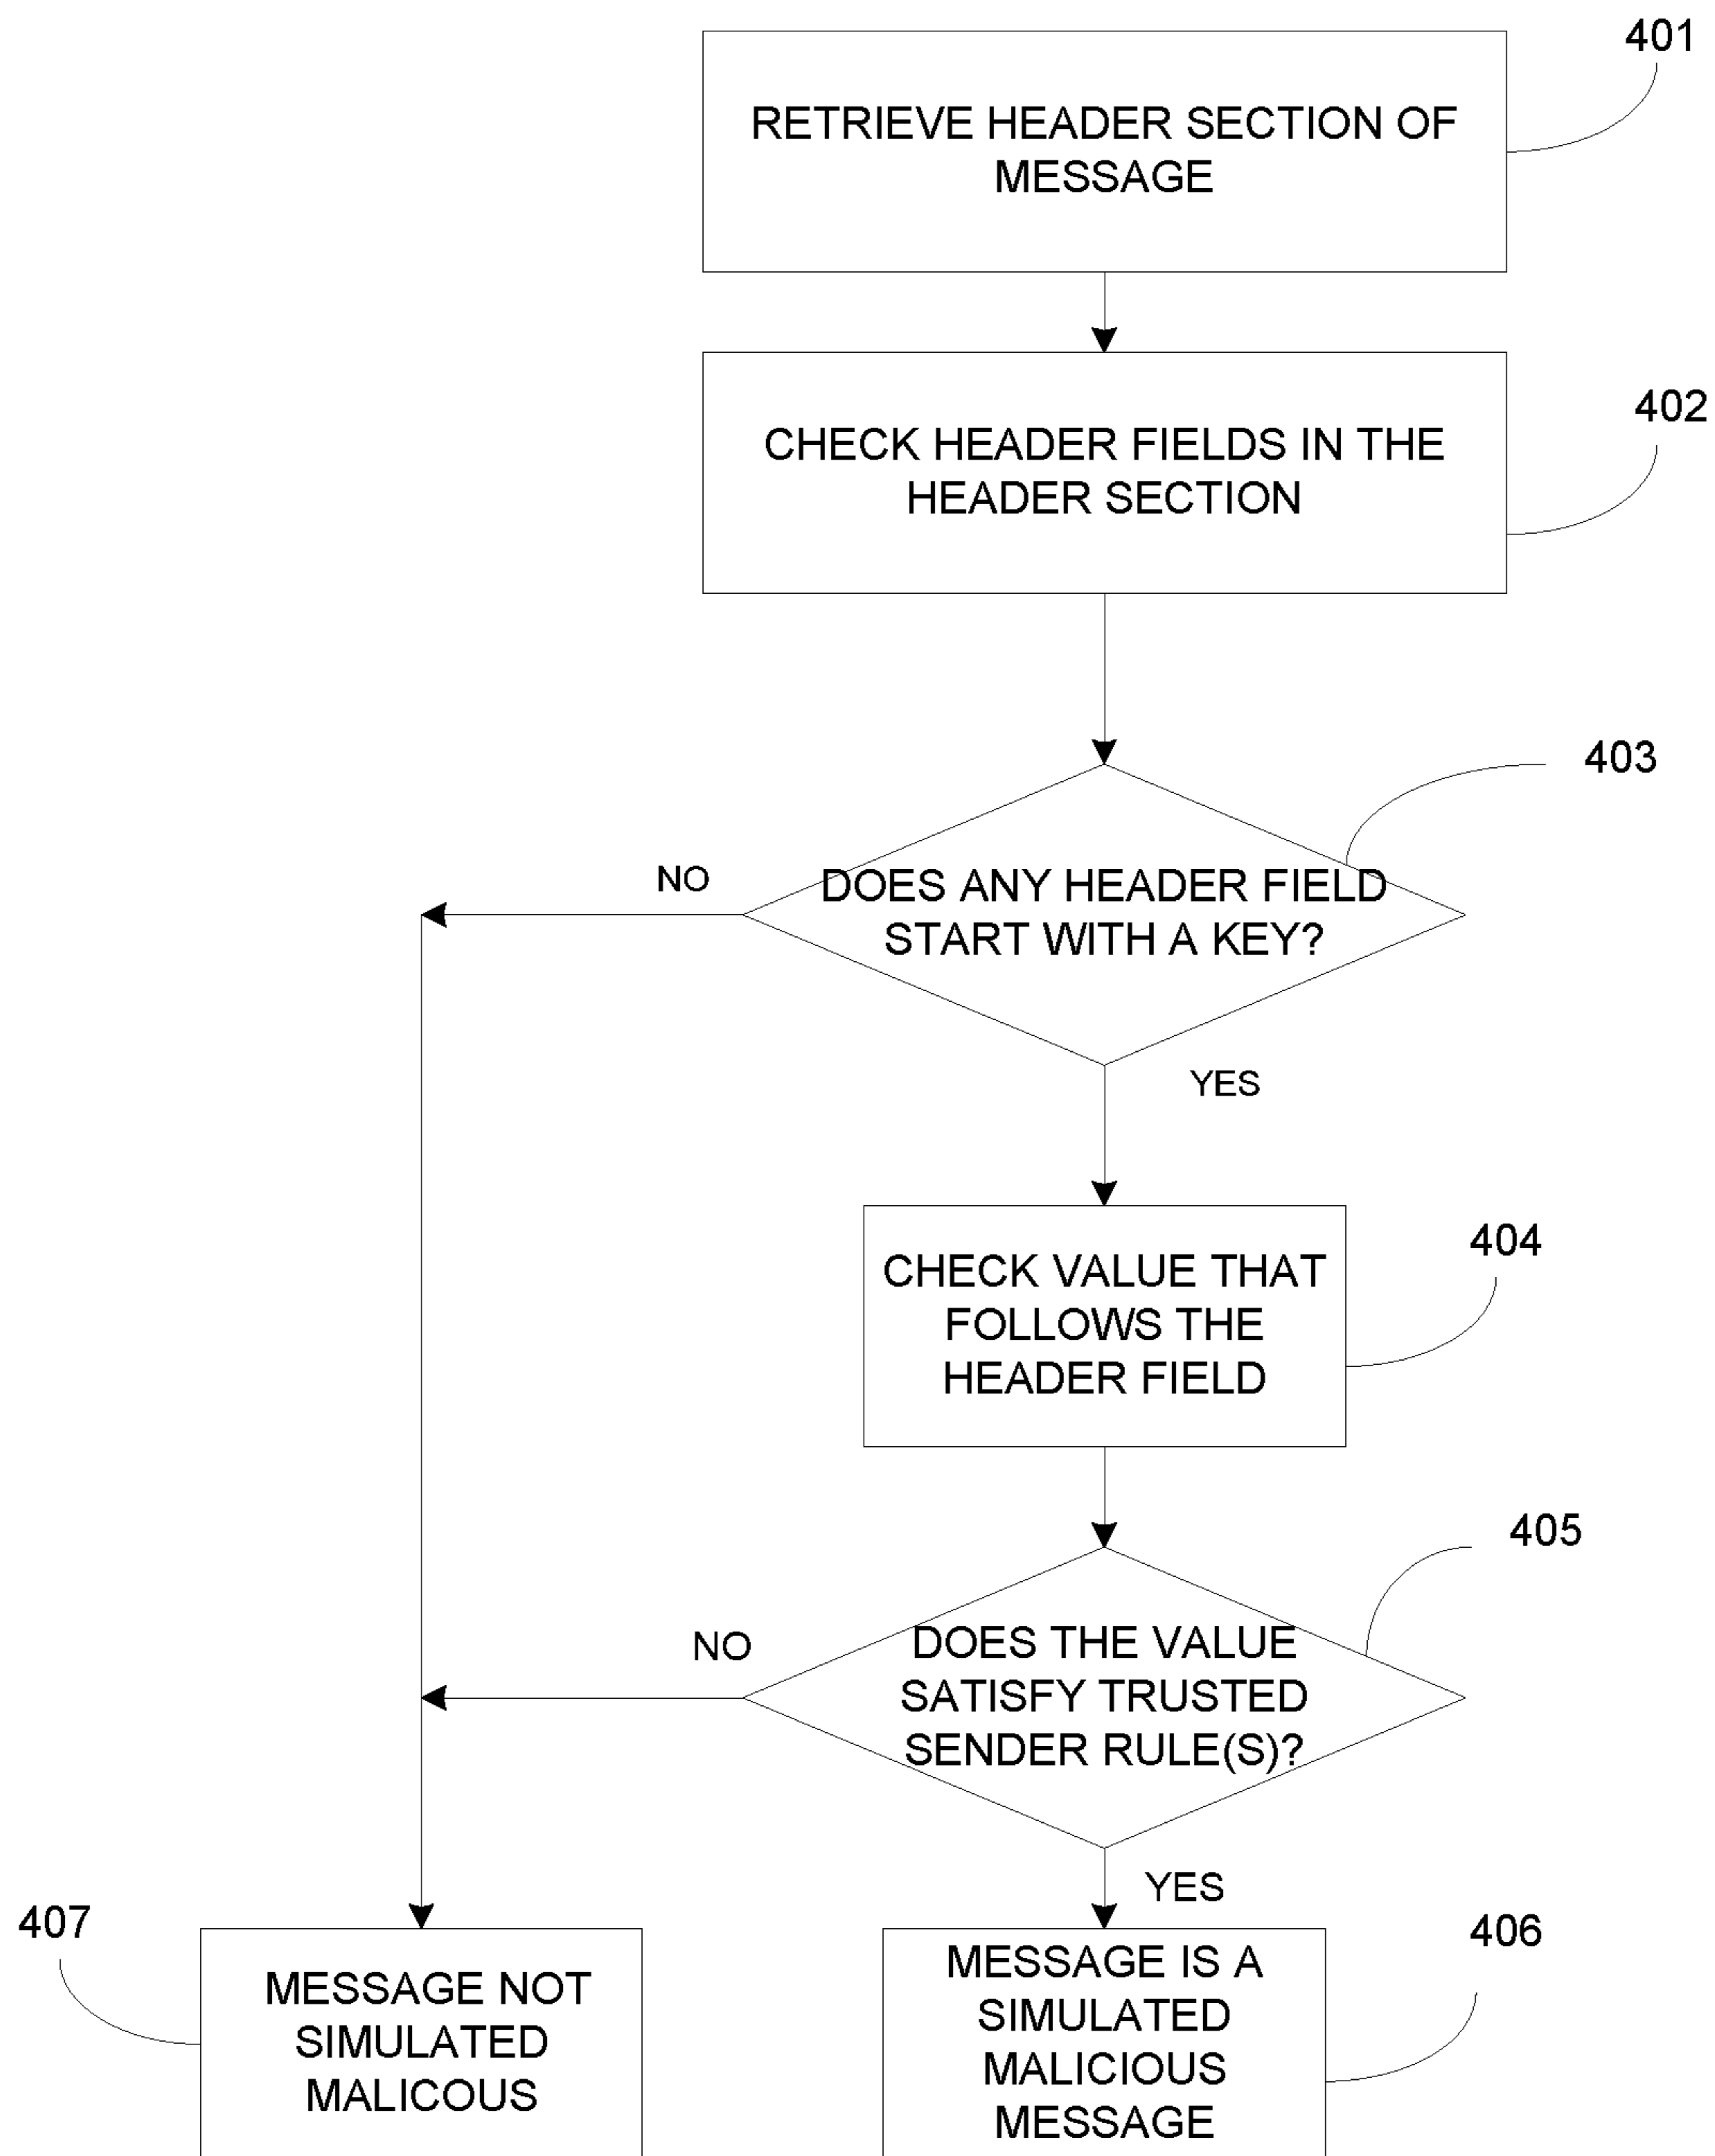 401
RETRIEVE HEADER SECTION OF
MESSAGE
402
CHECK HEADER FIELDS IN THE
HEADER SECTION
403
NO
DOES ANY HEADER FIELD
START WITH A KEY?
YES
404
CHECK VALUE THAT
FOLLOWS THE
HEADER FIELD
405
NO
DOES THE VALUE
SATISFY TRUSTED
SENDER RULE(S)?
YES
407
MESSAGE NOT
SIMULATED
MALICOUS
406
MESSAGE IS A
SIMULATED
MALICIOUS
MESSAGE